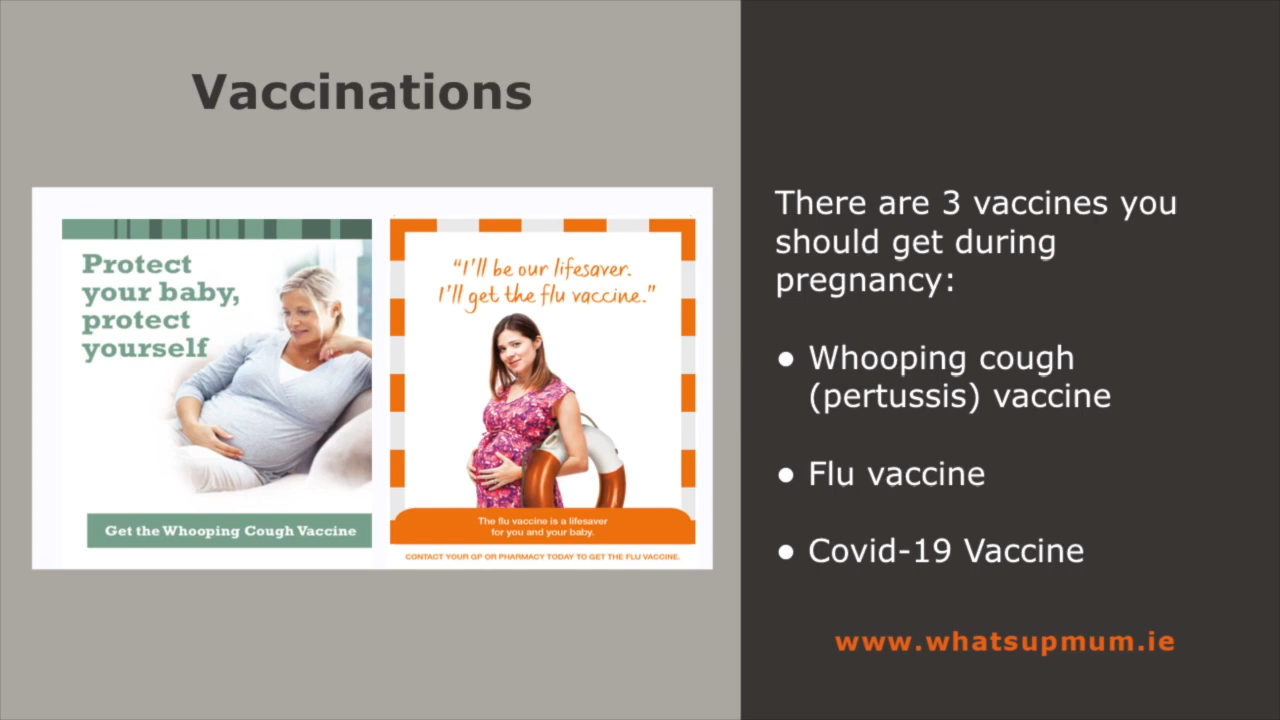 Vaccinations
Protect
your baby,
protect
yourself
Get the Whooping Cough Vaccine
"I'll be our lifesaver.
I'll get the flu vaccine."
The flu vaccine is a lifesaver
for you and your baby.
CONTACT YOUR GP OR PHARMACY TODAY TO GET THE FLU VACCINE.
There are 3 vaccines you
should get during
pregnancy:
● Whooping cough
(pertussis) vaccine
● Flu vaccine
● Covid-19 Vaccine
www.whatsupmum.ie